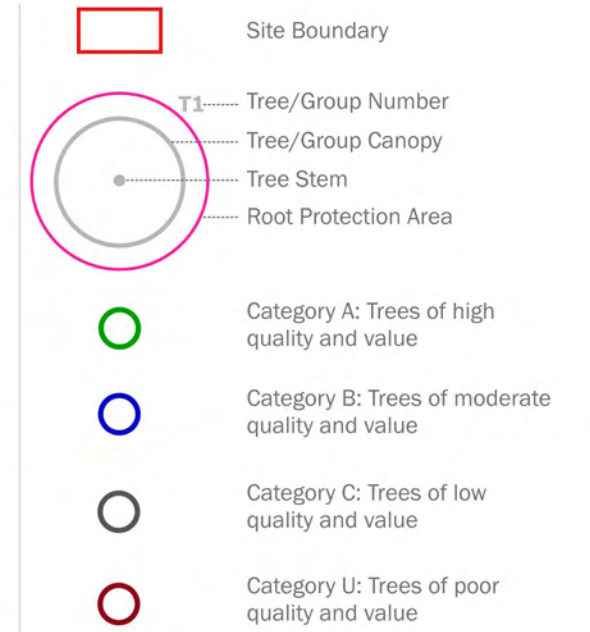 Site Boundary
T1
Tree/Group Number
Tree/Group Canopy
Tree Stem
Root Protection Area
Category A: Trees of high
quality and value
Category B: Trees of moderate
quality and value
Category C: Trees of low
quality and value
Category U: Trees of poor
quality and value